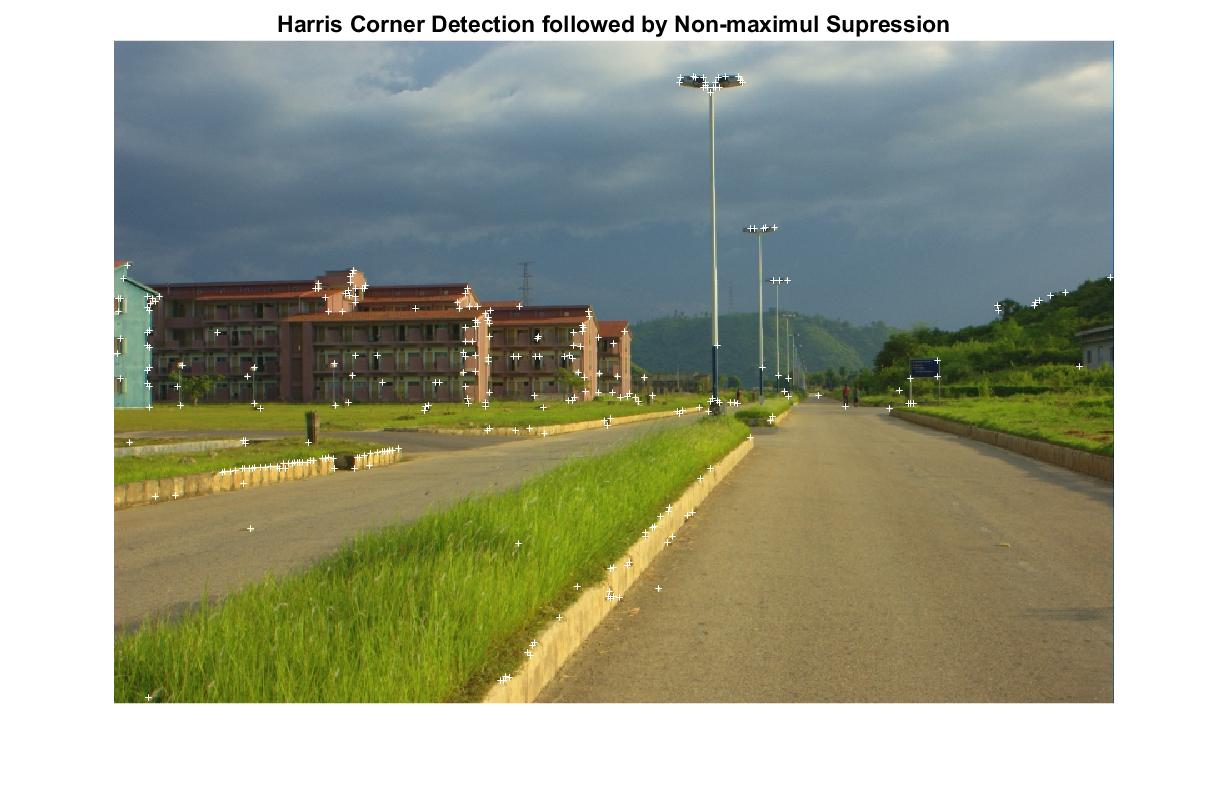 Harris Corner Detection followed by Non-maximul Supression